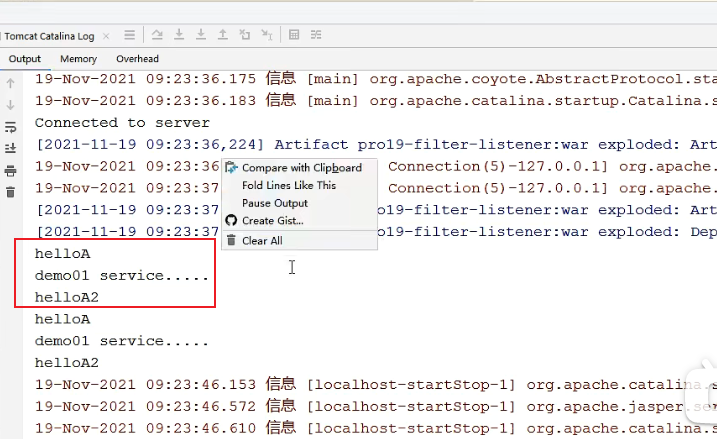 Tomcat Catalina Log
Output Memory Overhead
19-Nov-2021 09:23:36.175 信息 [main] org.apache.coyote.AbstractProtocol.sta
19-Nov-2021 09:23:36.183 信息 [main] org.apache.catalina.startup.Catalina.s
Connected to server
[2021-11-19 09:23:36,224] Artifact pro19-filter-listener:war exploded: Art
19-Nov-2021 09:23:36 Connection(5)-127.0.0.1] org.apac
19-Nov-2021 09:23:37 Connection(5)-127.0.0.1] org.apac
[2021-11-19 09:23:37 ro19-filter-listener:war exploded: Art
[2021-11-19 09:23:37 ro19-filter-listener:war exploded: Dep
Compare with Clipboard
Fold Lines Like This
Pause Output
Create Gist...
Clear All
helloA
demo01 service.....
helloA2
helloA
demo01 service.....
helloA2
19-Nov-2021 09:23:46.153 信息 [localhost-startStop-1] org.apache.catalina.s
19-Nov-2021 09:23:46.572 信息 [localhost-startStop-1] org.apache.jasper.ser
19-Nov-2021 09:23:46.610 信息 [localhost-startStop-1] org.apache.catalina.s